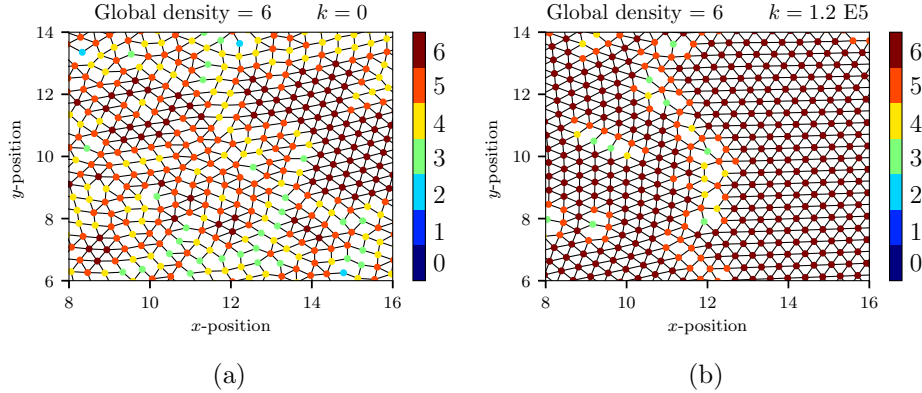 Global density = 6 k = 0
14
12
10
8
6
y-position
8 10 12 14 16
x-position
6
5
4
3
2
1
0
(a)
Global density = 6 k = 1.2 E5
14
12
10
8
6
y-position
8 10 12 14 16
x-position
6
5
4
3
2
1
0
(b)